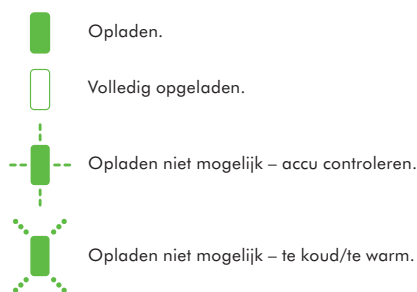 Opladen.
Volledig opgeladen.
Opladen niet mogelijk – accu controleren.
Opladen niet mogelijk – te koud/te warm.